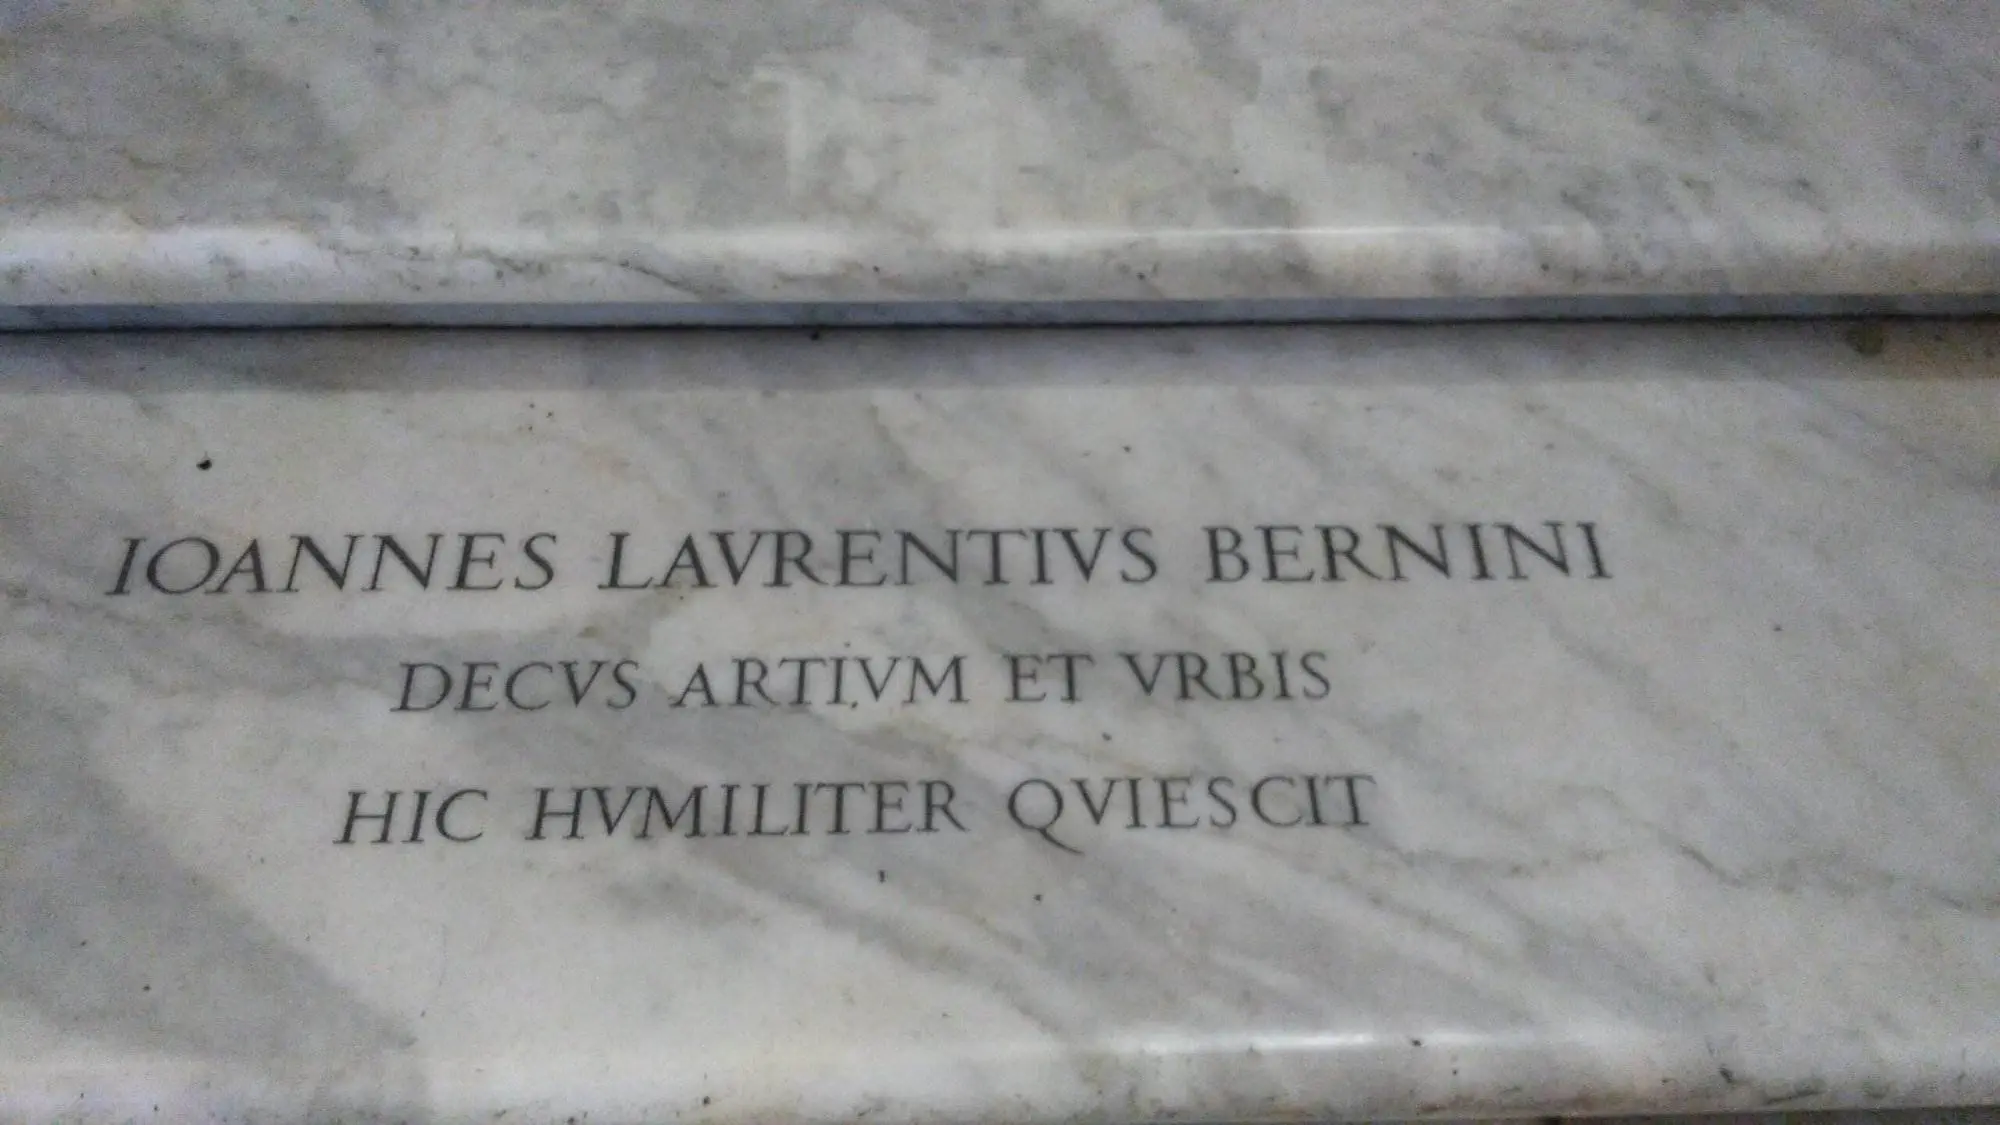 IOANNES LAVRENTIVS BERNINI
DECVS ARTIVM ET VRBIS
HIC HVMILITER QVIESCIT